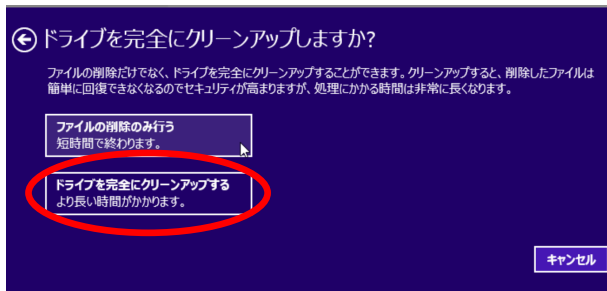 ドライブを完全にクリーンアップしますか?
ファイルの削除だけでなく、ドライブを完全にクリーンアップすることができます。クリーンアップすると、削除したファイルは
簡単に回復できなくなるのでセキュリティが高まりますが、処理にかかる時間は非常に長くなります。
ファイルの削除のみ行う
短時間で終わります。
ドライブを完全にクリーンアップする
より長い時間がかかります。
キャンセル